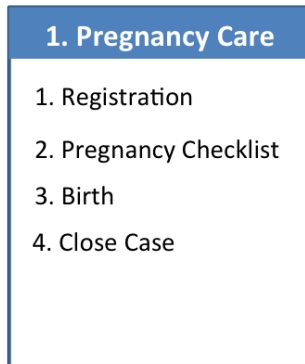 1. Pregnancy Care
1. Registration
2. Pregnancy Checklist
3. Birth
4. Close Case